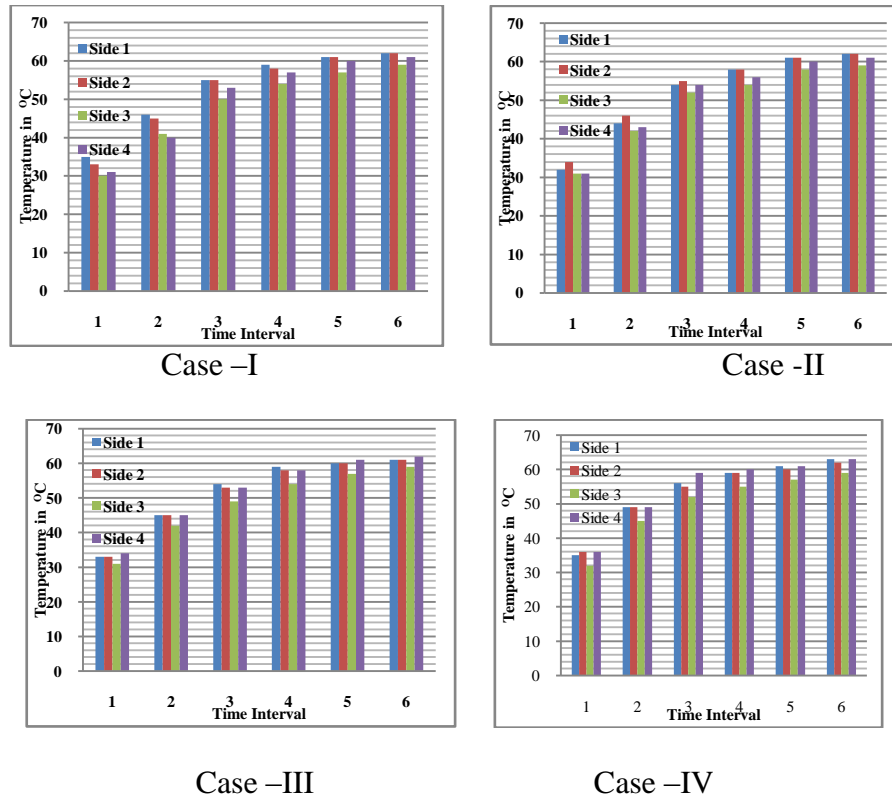 70
60
50
40
30
20
10
0
Temperature in °C
Side 1
Side 2
Side 3
Side 4
1 2 3 4 5 6
Time Interval
Case –I
70
60
50
40
30
20
10
0
Temperature in °C
Side 1
Side 2
Side 3
Side 4
1 2 3 4 5 6
Time Interval
Case -II
70
60
50
40
30
20
10
0
Temperature in °C
Side 1
Side 2
Side 3
Side 4
1 2 3 4 5 6
Time Interval
Case –III
70
60
50
40
30
20
10
0
Temperature in °C
Side 1
Side 2
Side 3
Side 4
1 2 3 4 5 6
Time Interval
Case –IV